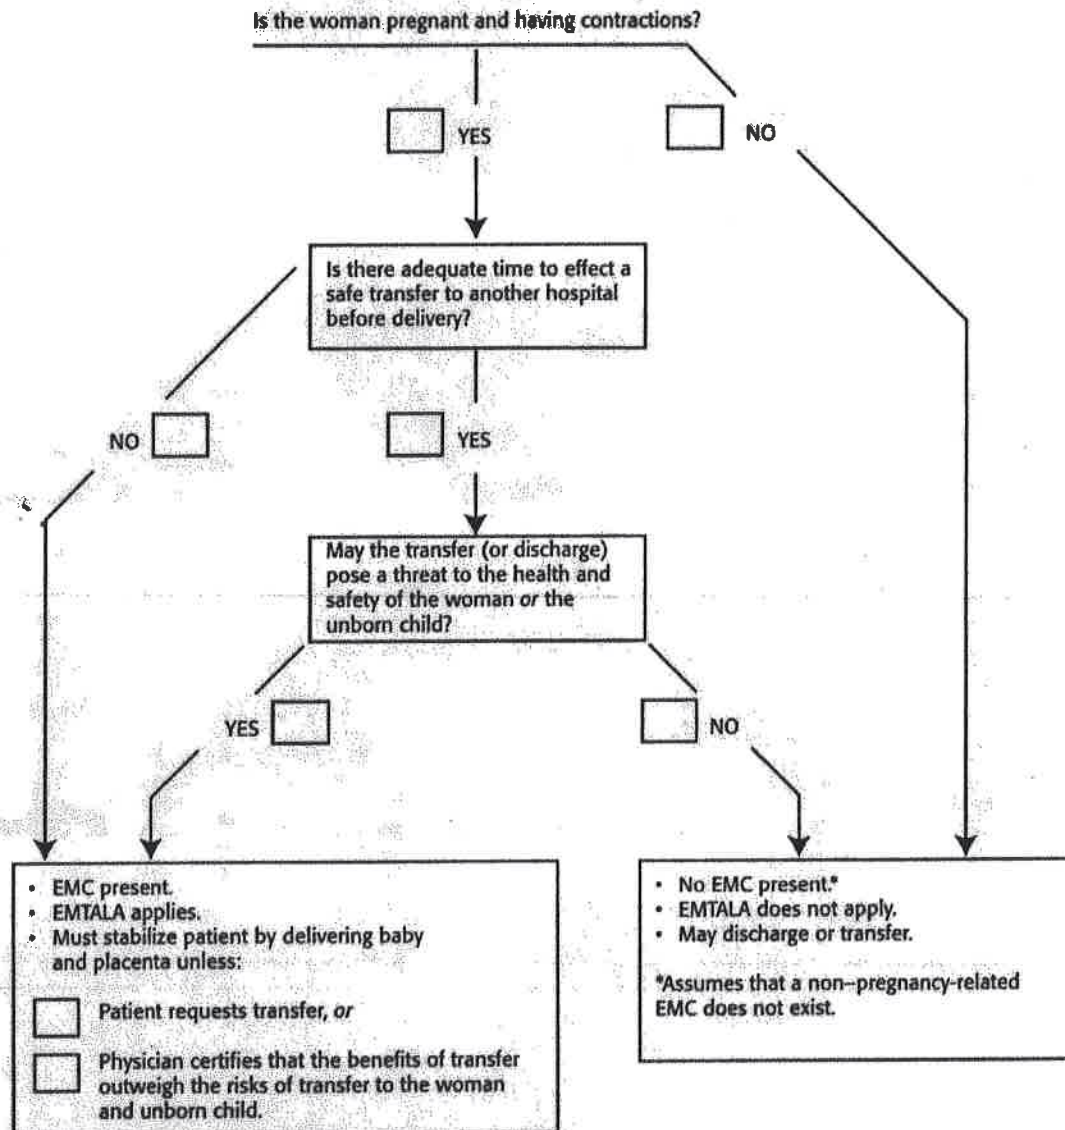 Is the woman pregnant and having contractions?
YES
NO
Is there adequate time to effect a
safe transfer to another hospital
before delivery?
NO
YES
May the transfer (or discharge)
pose a threat to the health and
safety of the woman or the
unborn child?
YES
NO
• EMC present.
• EMTALA applies.
• Must stabilize patient by delivering baby
and placenta unless:
Patient requests transfer, or
Physician certifies that the benefits of transfer
outweigh the risks of transfer to the woman
and unborn child.
• No EMC present.*
• EMTALA does not apply.
• May discharge or transfer.
*Assumes that a non–pregnancy-related
EMC does not exist.